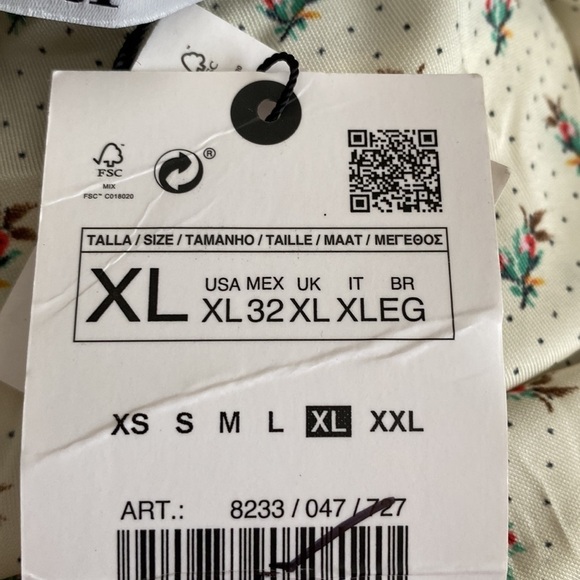 FSC
MIX
FSC™ C018020
®
TALLA / SIZE / TAMANHO / TAILLE / MAAT / ΜΕΓΕΘΟΣ
XL
USA MEX UK IT BR
XL 32 XL XL EG
XS S M L XL XXL
ART.: 8233 / 047 / 727